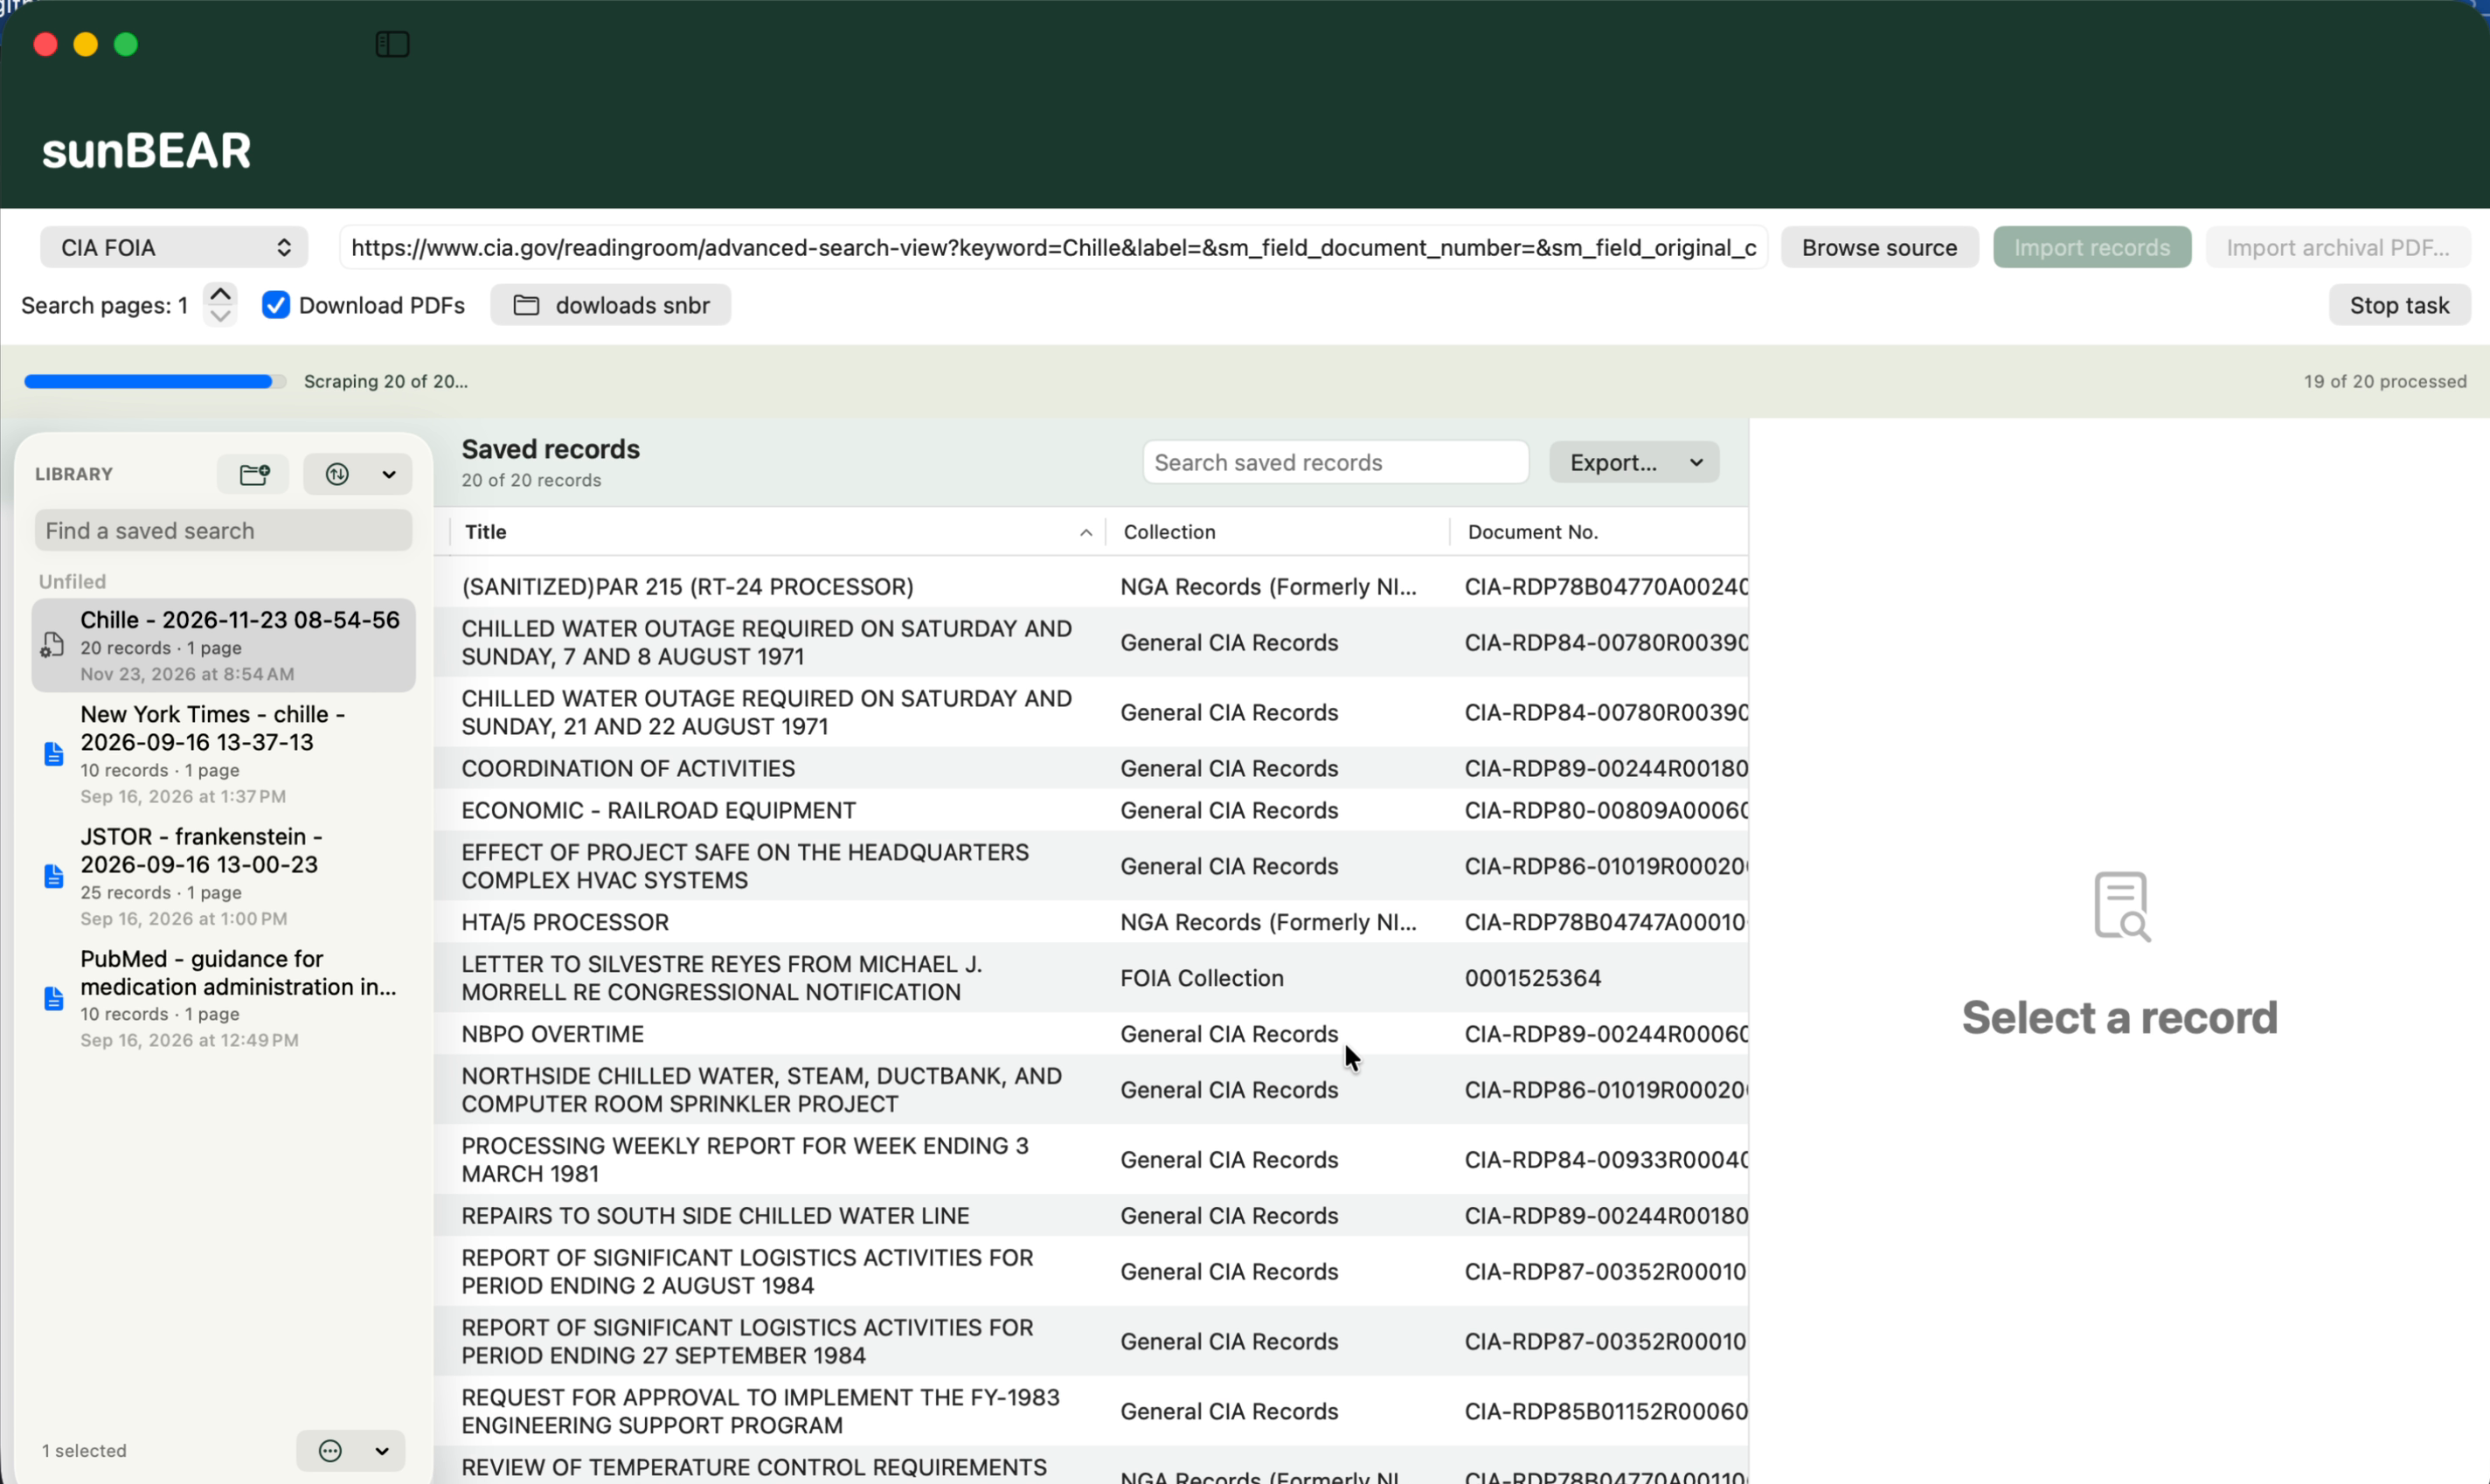 sunBEAR
CIA FOIA
https://www.cia.gov/readingroom/advanced-search-view?keyword=Chille&label=&sm_field_document_number=&sm_field_original_c
Browse source
Import records
Import archival PDF...
Search pages: 1
Download PDFs
dowloads snbr
Stop task
Scraping 20 of 20...
19 of 20 processed
LIBRARY
Find a saved search
Unfiled
Chille - 2026-11-23 08-54-56
20 records · 1 page
Nov 23, 2026 at 8:54 AM
New York Times - chille -
2026-09-16 13-37-13
10 records · 1 page
Sep 16, 2026 at 1:37 PM
JSTOR - frankenstein -
2026-09-16 13-00-23
25 records · 1 page
Sep 16, 2026 at 1:00 PM
PubMed - guidance for
medication administration in...
10 records · 1 page
Sep 16, 2026 at 12:49 PM
1 selected
Saved records
20 of 20 records
Search saved records
Export...
Title
Collection
Document No.
(SANITIZED)PAR 215 (RT-24 PROCESSOR)
NGA Records (Formerly NI...
CIA-RDP78B04770A00240
CHILLED WATER OUTAGE REQUIRED ON SATURDAY AND
SUNDAY, 7 AND 8 AUGUST 1971
General CIA Records
CIA-RDP84-00780R00390
CHILLED WATER OUTAGE REQUIRED ON SATURDAY AND
SUNDAY, 21 AND 22 AUGUST 1971
General CIA Records
CIA-RDP84-00780R00390
COORDINATION OF ACTIVITIES
General CIA Records
CIA-RDP89-00244R00180
ECONOMIC - RAILROAD EQUIPMENT
General CIA Records
CIA-RDP80-00809A00060
EFFECT OF PROJECT SAFE ON THE HEADQUARTERS
COMPLEX HVAC SYSTEMS
General CIA Records
CIA-RDP86-01019R00020
HTA/5 PROCESSOR
NGA Records (Formerly NI...
CIA-RDP78B04747A00010
LETTER TO SILVESTRE REYES FROM MICHAEL J.
MORRELL RE CONGRESSIONAL NOTIFICATION
FOIA Collection
0001525364
NBPO OVERTIME
General CIA Records
CIA-RDP89-00244R00060
NORTHSIDE CHILLED WATER, STEAM, DUCTBANK, AND
COMPUTER ROOM SPRINKLER PROJECT
General CIA Records
CIA-RDP86-01019R00020
PROCESSING WEEKLY REPORT FOR WEEK ENDING 3
MARCH 1981
General CIA Records
CIA-RDP84-00933R00040
REPAIRS TO SOUTH SIDE CHILLED WATER LINE
General CIA Records
CIA-RDP89-00244R00180
REPORT OF SIGNIFICANT LOGISTICS ACTIVITIES FOR
PERIOD ENDING 2 AUGUST 1984
General CIA Records
CIA-RDP87-00352R00010
REPORT OF SIGNIFICANT LOGISTICS ACTIVITIES FOR
PERIOD ENDING 27 SEPTEMBER 1984
General CIA Records
CIA-RDP87-00352R00010
REQUEST FOR APPROVAL TO IMPLEMENT THE FY-1983
ENGINEERING SUPPORT PROGRAM
General CIA Records
CIA-RDP85B01152R00060
REVIEW OF TEMPERATURE CONTROL REQUIREMENTS
NGA Records (Formerly NI...
CIA-RDP78B04770A00110
Select a record